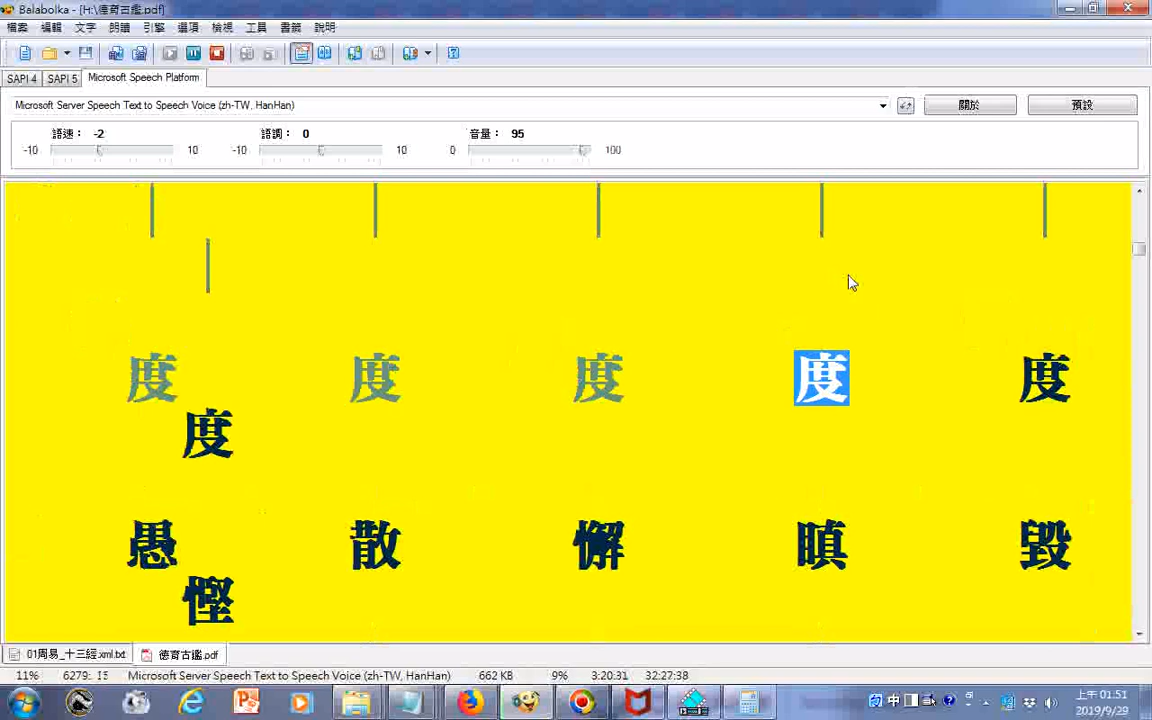 Balabolka - [H:\德育古鑑.pdf]
檔案 編輯 文字 朗讀 引擎 選項 檢視 工具 書籤 說明
SAPI 4 SAPI 5 Microsoft Speech Platform
Microsoft Server Speech Text to Speech Voice (zh-TW, HanHan) 關於 預設
語速： -2 語調： 0 音量： 95
-10 10 -10 10 0 100
度 度 度 度 度
度
愚 散 懈 瞋 毀
慳
01周易_十三經.xml.txt 德育古鑑.pdf
11% 6279: Microsoft Server Speech Text to Speech Voice (zh-TW, HanHan) 662 KB 9% 3:20:31 32:27:38
中 上午 01:51
2019/9/29